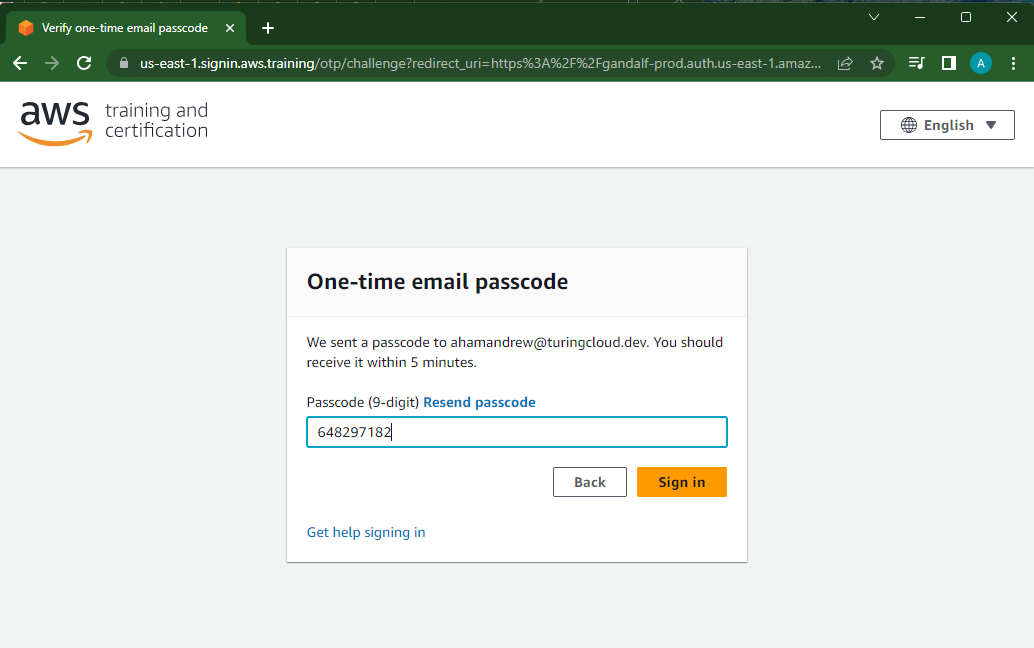 Verify one-time email passcode
us-east-1.signin.aws.training/otp/challenge?redirect_uri=https%3A%2F%2Fgandalf-prod.auth.us-east-1.amaz...
A
aws training and
certification
English
One-time email passcode
We sent a passcode to ahamandrew@turingcloud.dev. You should
receive it within 5 minutes.
Passcode (9-digit) Resend passcode
648297182
Back
Sign in
Get help signing in